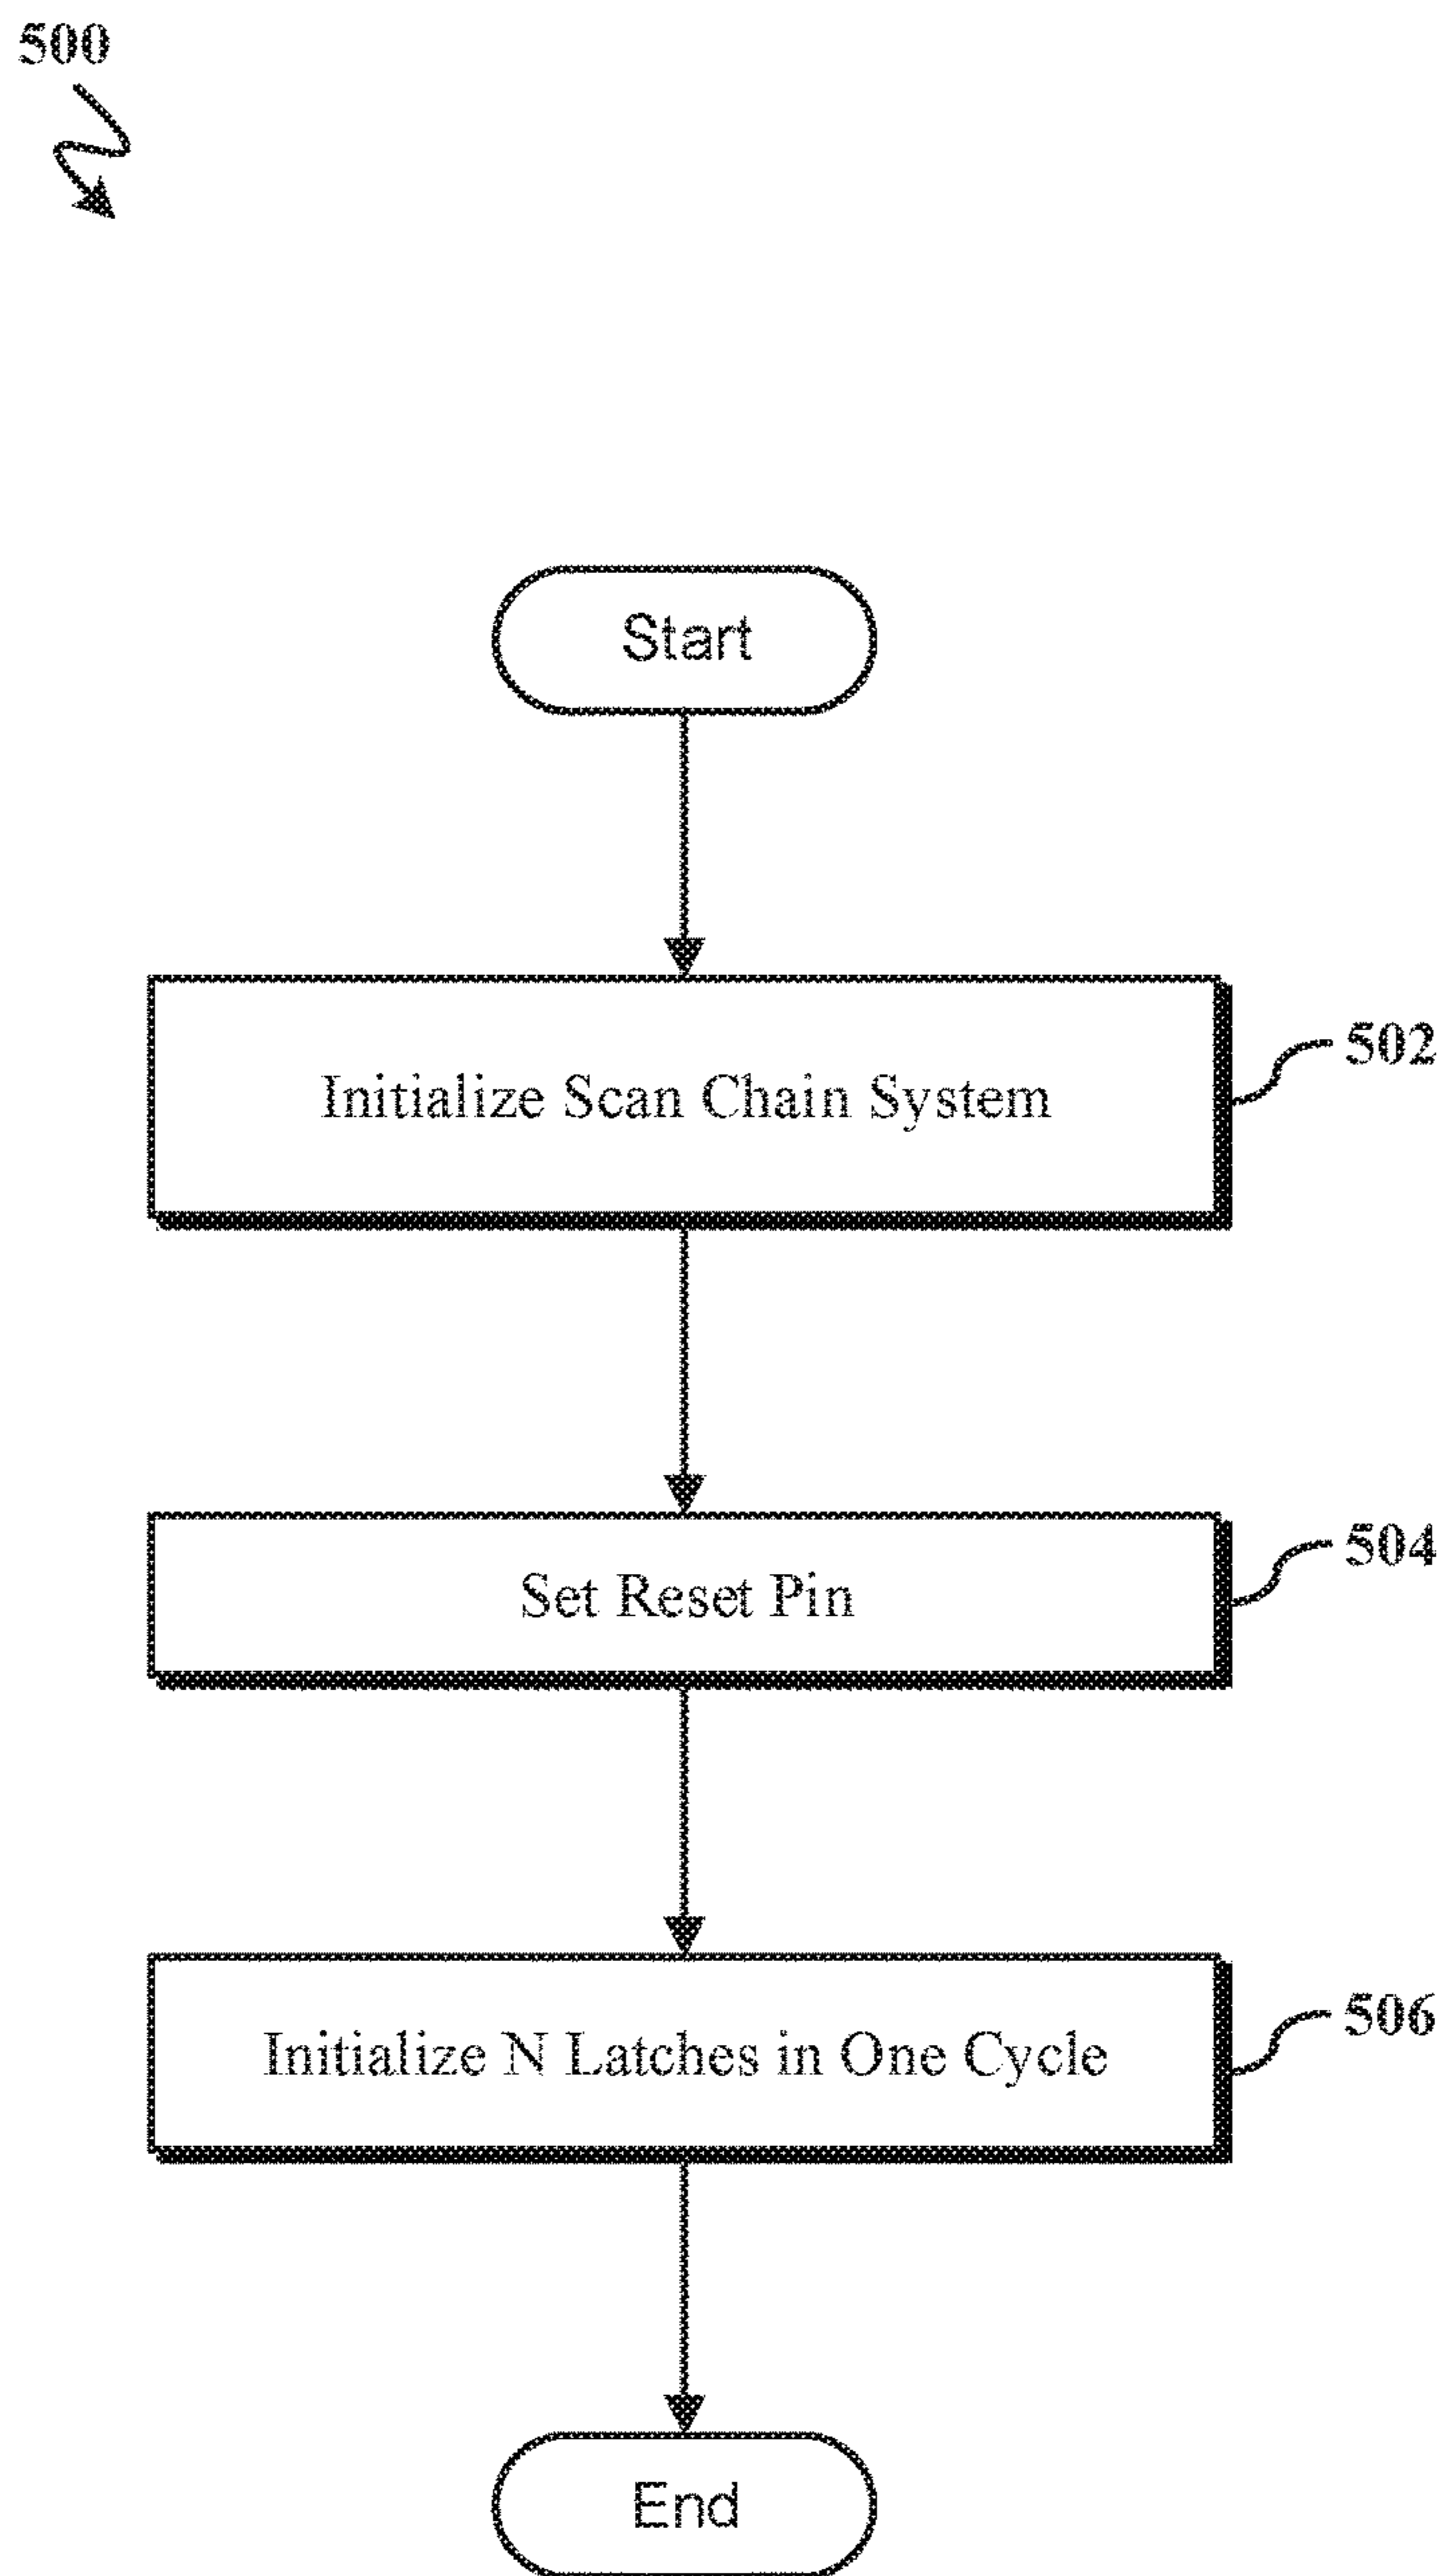 500
Start
Initialize Scan Chain System
502
Set Reset Pin
504
Initialize N Latches in One Cycle
506
End